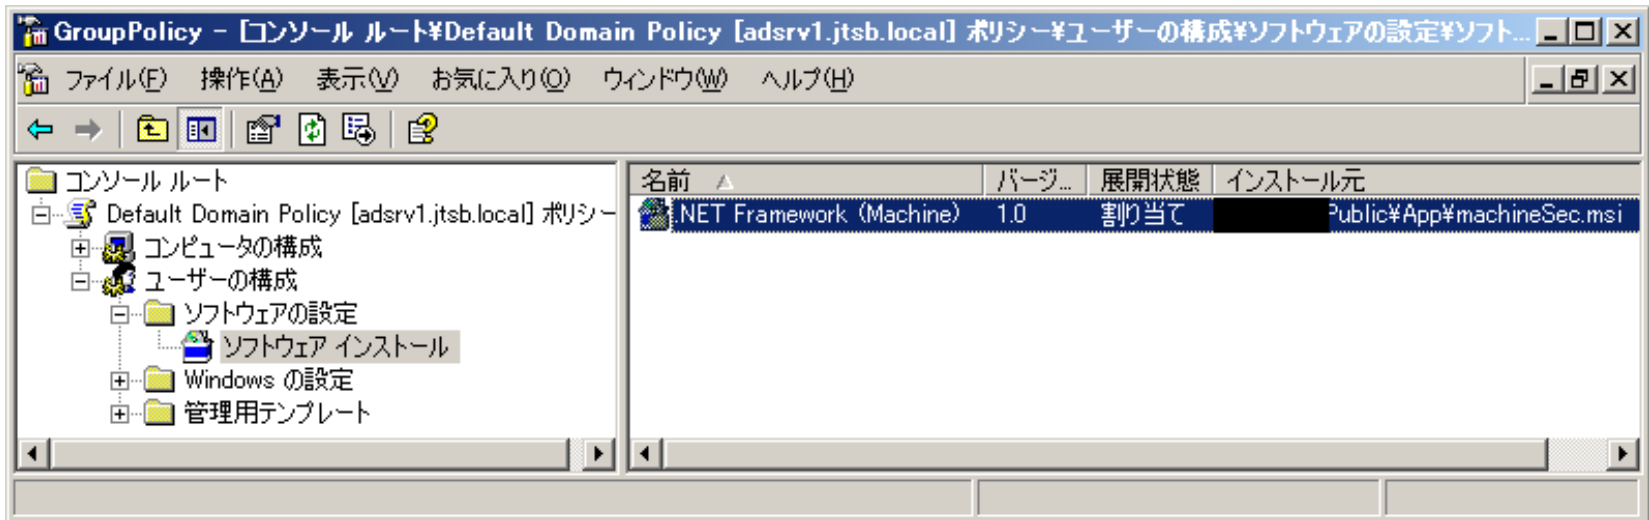 GroupPolicy - [コンソール ルート¥Default Domain Policy [adsrv1.jtsb.local] ポリシー¥ユーザーの構成¥ソフトウェアの設定¥ソフト...
ファイル(F) 操作(A) 表示(V) お気に入り(O) ウィンドウ(W) ヘルプ(H)
コンソール ルート
Default Domain Policy [adsrv1.jtsb.local] ポリシー
コンピュータの構成
ユーザーの構成
ソフトウェアの設定
ソフトウェア インストール
Windows の設定
管理用テンプレート
名前 バージ... 展開状態 インストール元
.NET Framework (Machine) 1.0 割り当て Public¥App¥machineSec.msi